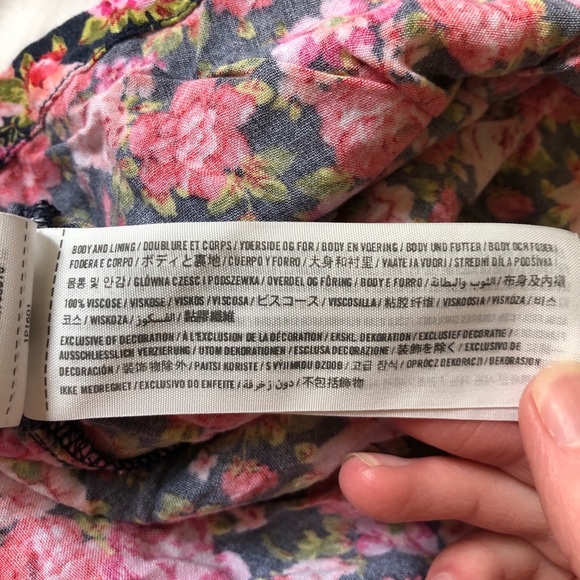 BODY AND LINING / DOUBLURE ET CORPS / YDERSIDE OG FOR / BODY EN VOERING / BODY UND FUTTER / BODY OCH FODER
FODERA E CORPO / ボディと裏地 / CUERPO Y FORRO / 大身和衬里 / VAATE JA VUORI / STREDNÍ DÍL A PODŠÍVKA /
몸통 및 안감 / GŁÓWNA CZĘŚĆ I PODSZEWKA / OVERDEL OG FÔRING / BODY E FORRO / الثوب والبطانة / 布身及內襯
100% VISCOSE / VISKOSE / VISKOS / VISCOSA / ビスコース / VISCOSILLA / 粘胶纤维 / VISKOOSIA / VISKÓZA / 비스
코스 / WISKOZA / الفسكوز / 黏膠纖維
EXCLUSIVE OF DECORATION / À L'EXCLUSION DE LA DÉCORATION / EKSKL DEKORATION / EXCLUSIEF DECORATIE /
AUSSCHLIESSLICH VERZIERUNG / UTOM DEKORATIONEN / ESCLUSA DECORAZIONE / 装飾を除く / EXCLUSIVO DE
DECORACIÓN / 装饰物除外 / PAITSI KORISTE / S VÝJIMKOU OZDOB / 고급 장식 / OPRÓCZ DEKORACJI / DEKORASJON
IKKE MEDREGNET / EXCLUSIVO DO ENFEITE / دون زخرفة / 不包括飾物